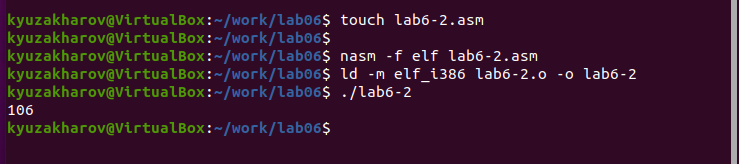 kyuzakharov@VirtualBox:~/work/lab06$ touch lab6-2.asm
kyuzakharov@VirtualBox:~/work/lab06$
kyuzakharov@VirtualBox:~/work/lab06$ nasm -f elf lab6-2.asm
kyuzakharov@VirtualBox:~/work/lab06$ ld -m elf_i386 lab6-2.o -o lab6-2
kyuzakharov@VirtualBox:~/work/lab06$ ./lab6-2
106
kyuzakharov@VirtualBox:~/work/lab06$